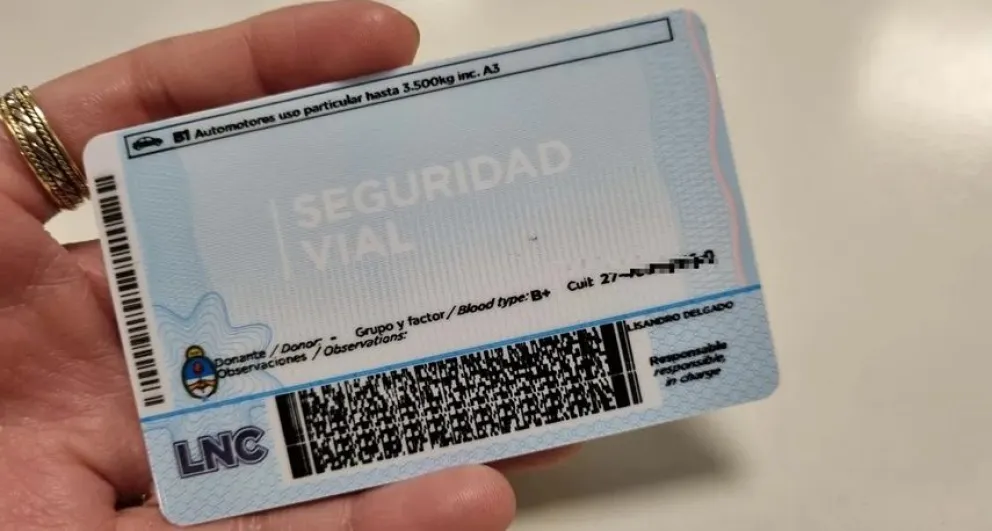 B1 Automotores uso particular hasta 3.500kg inc. A3
SEGURIDAD
VIAL
Grupo y factor / Blood type: B+ Cuit: 27-
Donante / Donor: -
Observaciones / Observations:
LISANDRO DELGADO
Responsable
responsible,
in charge
LNC